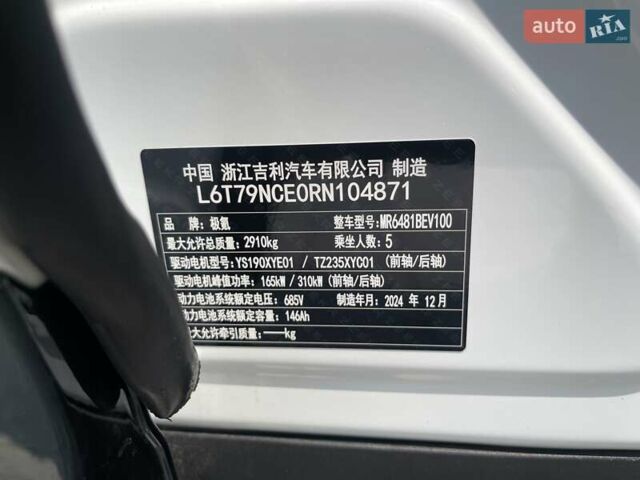 auto RIA .com
中国 浙江吉利汽车有限公司 制造
L6T79NCE0RN104871
品牌: 极氪 整车型号:MR6481BEV100
最大允许总质量: 2910kg 乘坐人数: 5
驱动电机型号: YS190XYE01 / TZ235XYC01 (前轴/后轴)
驱动电机峰值功率: 165kW / 310kW (前轴/后轴)
动力电池系统额定电压: 685V 制造年月: 2024 年 12月
动力电池系统额定容量: 146Ah
大允许牵引质量: —kg